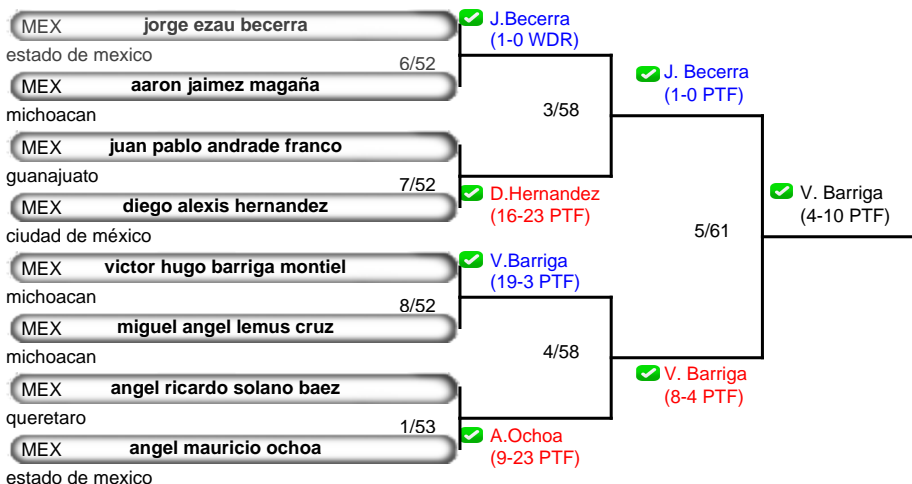 MEX jorge ezau becerra
J.Becerra
(1-0 WDR)
estado de mexico
6/52
J. Becerra
(1-0 PTF)
MEX aaron jaimez magaña
michoacan
3/58
MEX juan pablo andrade franco
guanajuato
7/52
D.Hernandez
(16-23 PTF)
V. Barriga
(4-10 PTF)
MEX diego alexis hernandez
ciudad de méxico
5/61
MEX victor hugo barriga montiel
V.Barriga
(19-3 PTF)
michoacan
8/52
MEX miguel angel lemus cruz
michoacan
4/58
MEX angel ricardo solano baez
V. Barriga
(8-4 PTF)
queretaro
1/53
A.Ochoa
(9-23 PTF)
MEX angel mauricio ochoa
estado de mexico